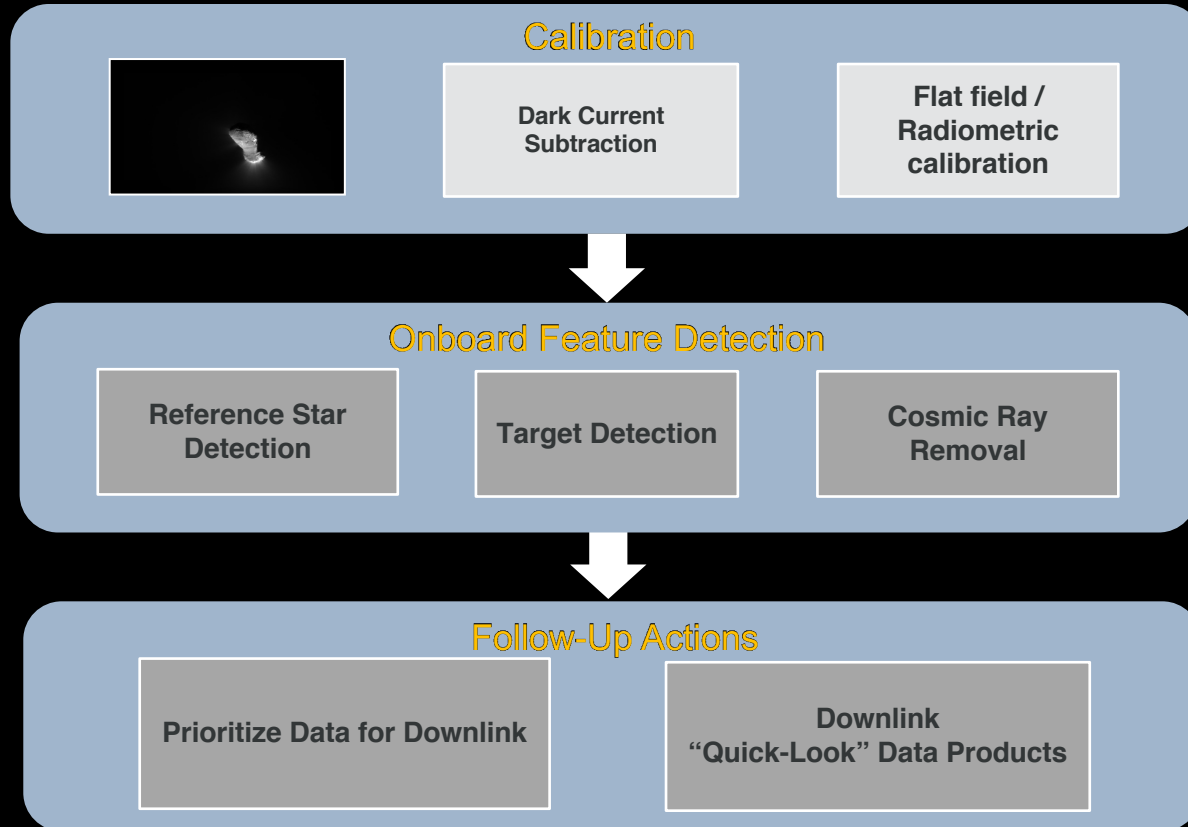 Calibration
Dark Current
Subtraction
Flat field /
Radiometric
calibration
Onboard Feature Detection
Reference Star
Detection
Target Detection
Cosmic Ray
Removal
Follow-Up Actions
Prioritize Data for Downlink
Downlink
“Quick-Look” Data Products